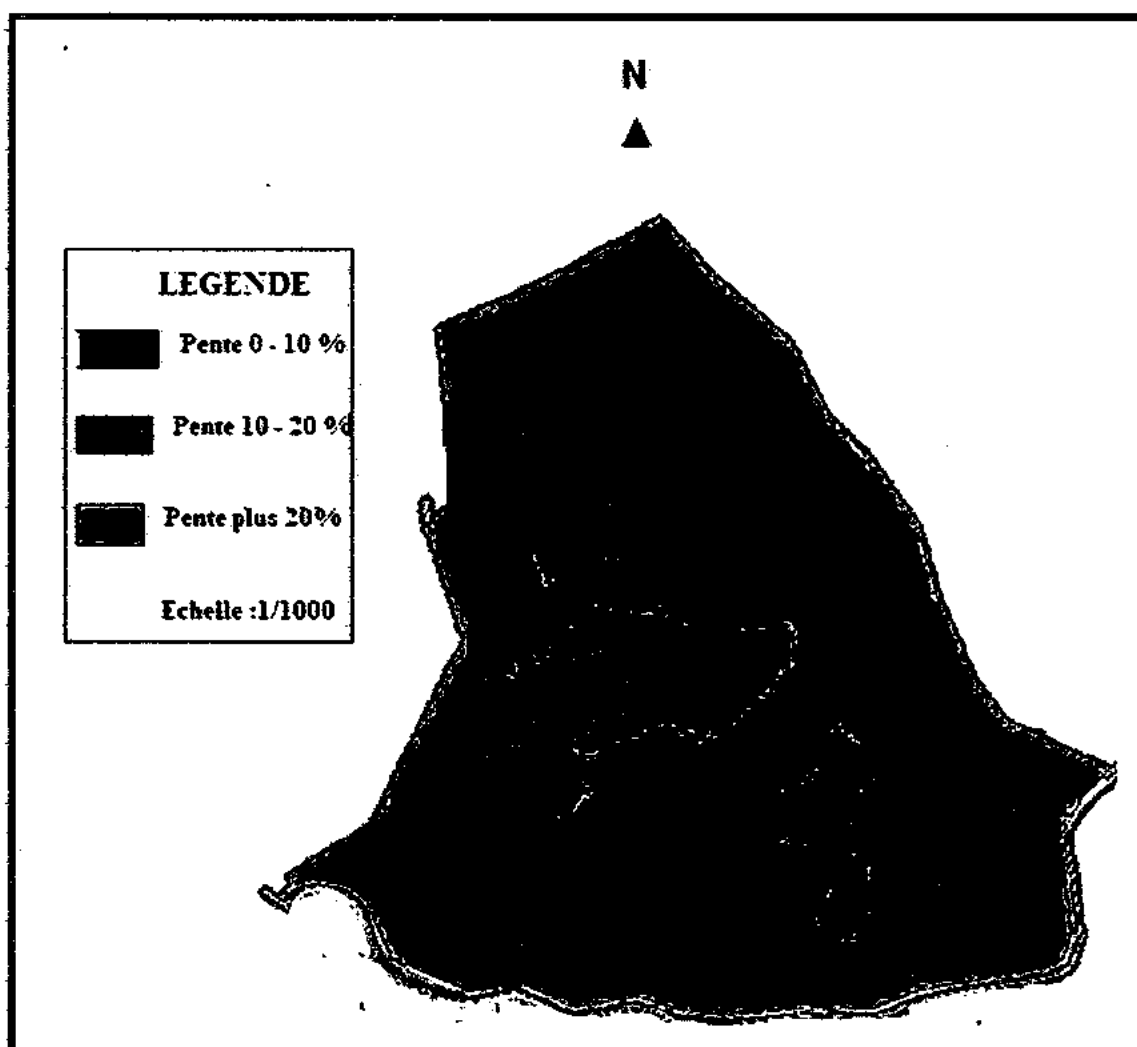 N
LEGENDE
Pente 0 - 10 %
Pente 10 - 20 %
Pente plus 20%
Echelle :1/1000